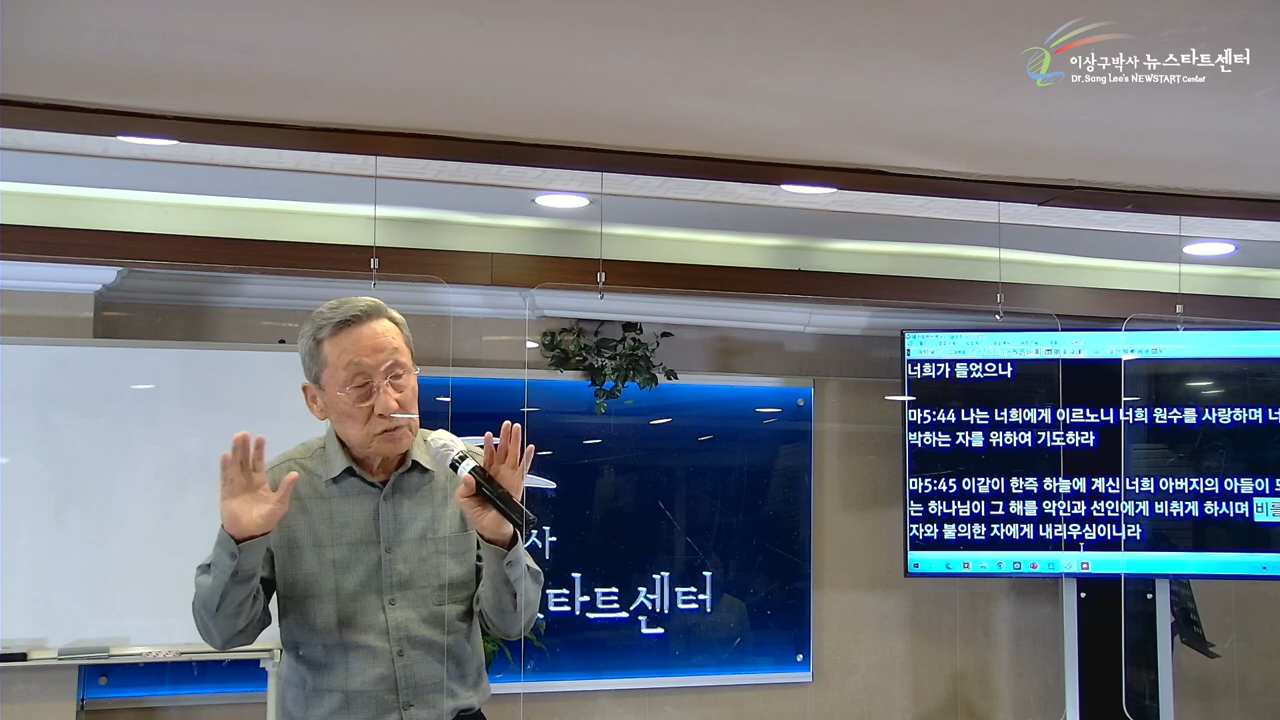 이상구박사 뉴스타트센터
Dr. Sang Lee's NEWSTART Center
너희가 들었으나
마5:44 나는 너희에게 이르노니 너희 원수를 사랑하며 너
박하는 자를 위하여 기도하라
마5:45 이같이 한즉 하늘에 계신 너희 아버지의 아들이
는 하나님이 그 해를 악인과 선인에게 비취게 하시며 비를
자와 불의한 자에게 내리우심이니라
사
타트센터